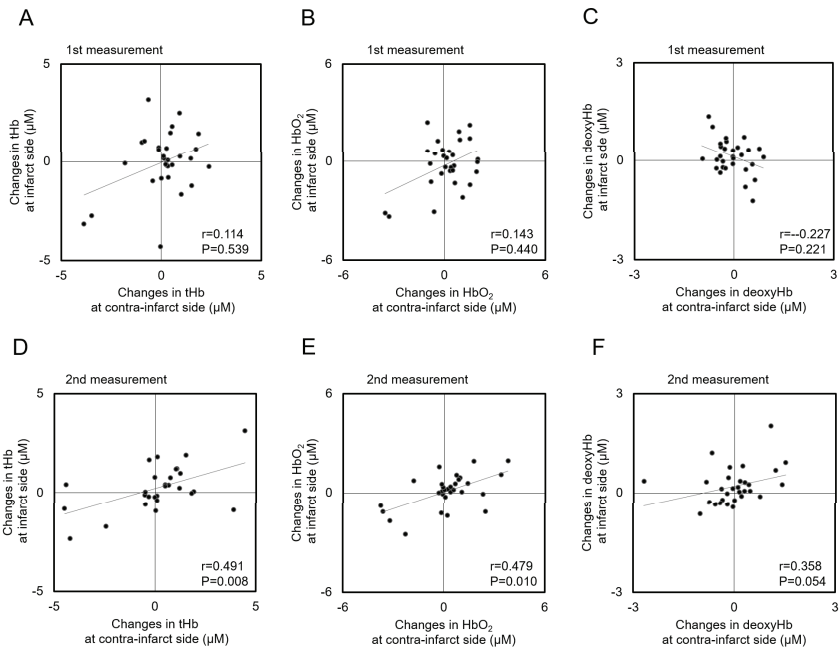 A
1st measurement
5
Changes in tHb
at infarct side (µM)
0
-5
r=0.114
P=0.539
-5
0
5
Changes in tHb
at contra-infarct side (µM)
B
1st measurement
6
Changes in HbO2
at infarct side (µM)
0
-6
r=0.143
P=0.440
-6
0
6
Changes in HbO2
at contra-infarct side (µM)
C
1st measurement
3
Changes in deoxyHb
at infarct side (µM)
0
-3
r=--0.227
P=0.221
-3
0
3
Changes in deoxyHb
at contra-infarct side (µM)
D
2nd measurement
5
Changes in tHb
at infarct side (µM)
0
-5
r=0.491
P=0.008
-5
0
5
Changes in tHb
at contra-infarct side (µM)
E
2nd measurement
6
Changes in HbO2
at infarct side (µM)
0
-6
r=0.479
P=0.010
-6
0
6
Changes in HbO2
at contra-infarct side (µM)
F
2nd measurement
3
Changes in deoxyHb
at infarct side (µM)
0
-3
r=0.358
P=0.054
-3
0
3
Changes in deoxyHb
at contra-infarct side (µM)